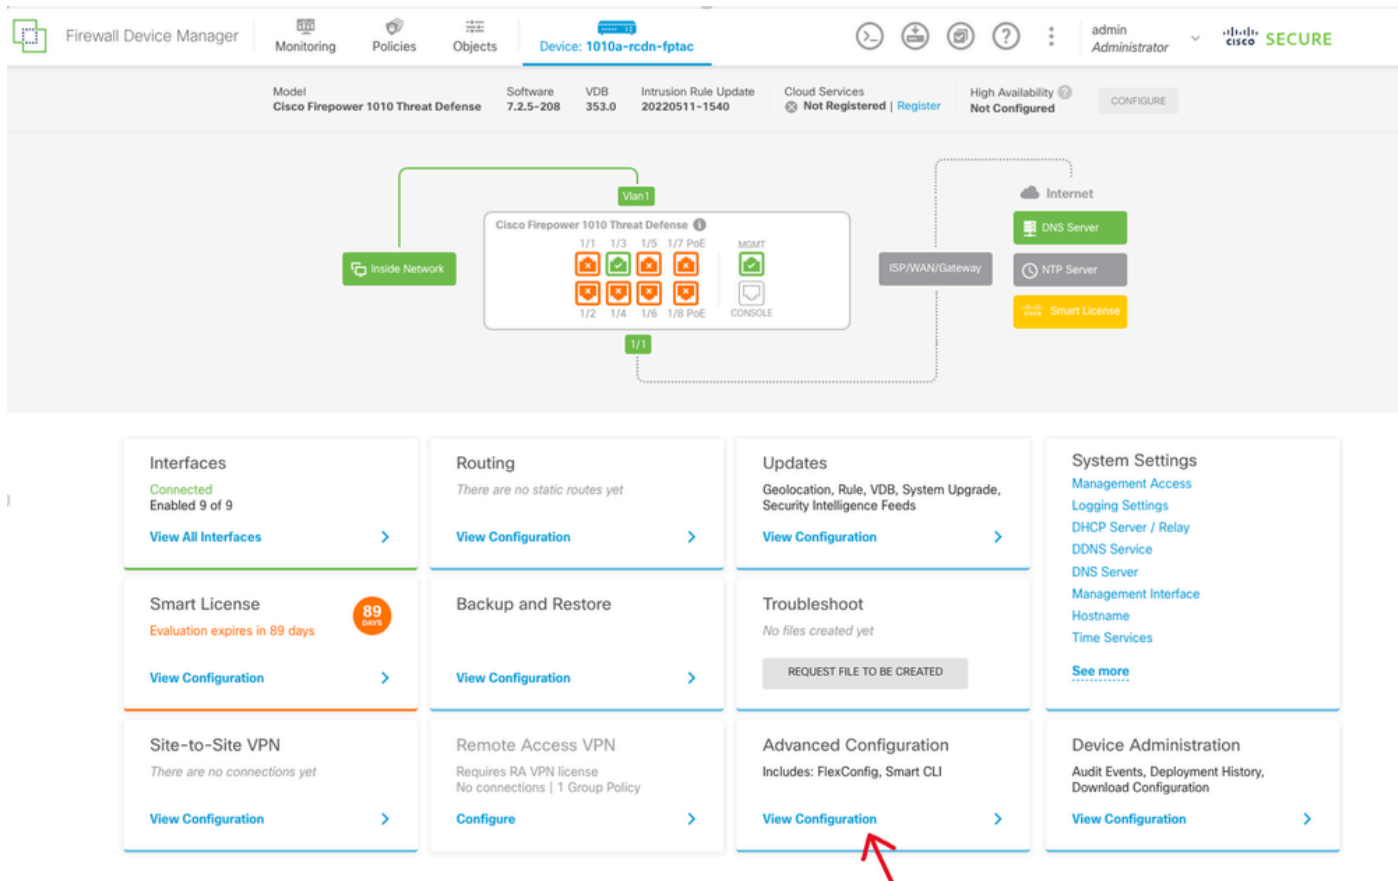 Firewall Device Manager
Monitoring
Policies
Objects
Device: 1010a-rcdn-fptac
admin
Administrator
cisco SECURE
Model
Cisco Firepower 1010 Threat Defense
Software
7.2.5-208
VDB
353.0
Intrusion Rule Update
20220511-1540
Cloud Services
Not Registered | Register
High Availability ?
Not Configured
CONFIGURE
Vlan1
Internet
Cisco Firepower 1010 Threat Defense i
DNS Server
1/1 1/3 1/5 1/7 PoE MGMT
Inside Network
ISP/WAN/Gateway
NTP Server
1/2 1/4 1/6 1/8 PoE CONSOLE
cisco Smart License
1/1
Interfaces
Connected
Enabled 9 of 9
View All Interfaces
Routing
There are no static routes yet
View Configuration
Updates
Geolocation, Rule, VDB, System Upgrade,
Security Intelligence Feeds
View Configuration
System Settings
Management Access
Logging Settings
DHCP Server / Relay
DDNS Service
DNS Server
Management Interface
Hostname
Time Services
See more
Smart License
Evaluation expires in 89 days
89
DAYS
View Configuration
Backup and Restore
View Configuration
Troubleshoot
No files created yet
REQUEST FILE TO BE CREATED
Site-to-Site VPN
There are no connections yet
View Configuration
Remote Access VPN
Requires RA VPN license
No connections | 1 Group Policy
Configure
Advanced Configuration
Includes: FlexConfig, Smart CLI
View Configuration
Device Administration
Audit Events, Deployment History,
Download Configuration
View Configuration